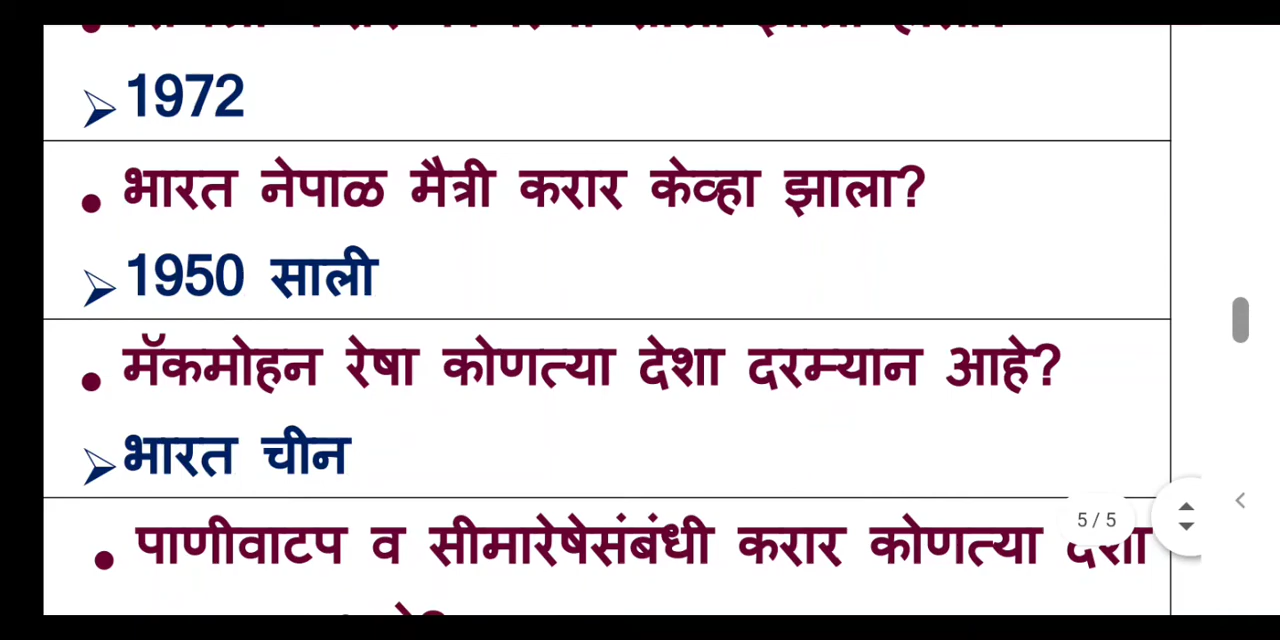 1972
भारत नेपाळ मैत्री करार केव्हा झाला?
1950 साली
मॅकमोहन रेषा कोणत्या देशा दरम्यान आहे?
भारत चीन
पाणीवाटप व सीमारेषेसंबंधी करार कोणत्या देशा
5 / 5